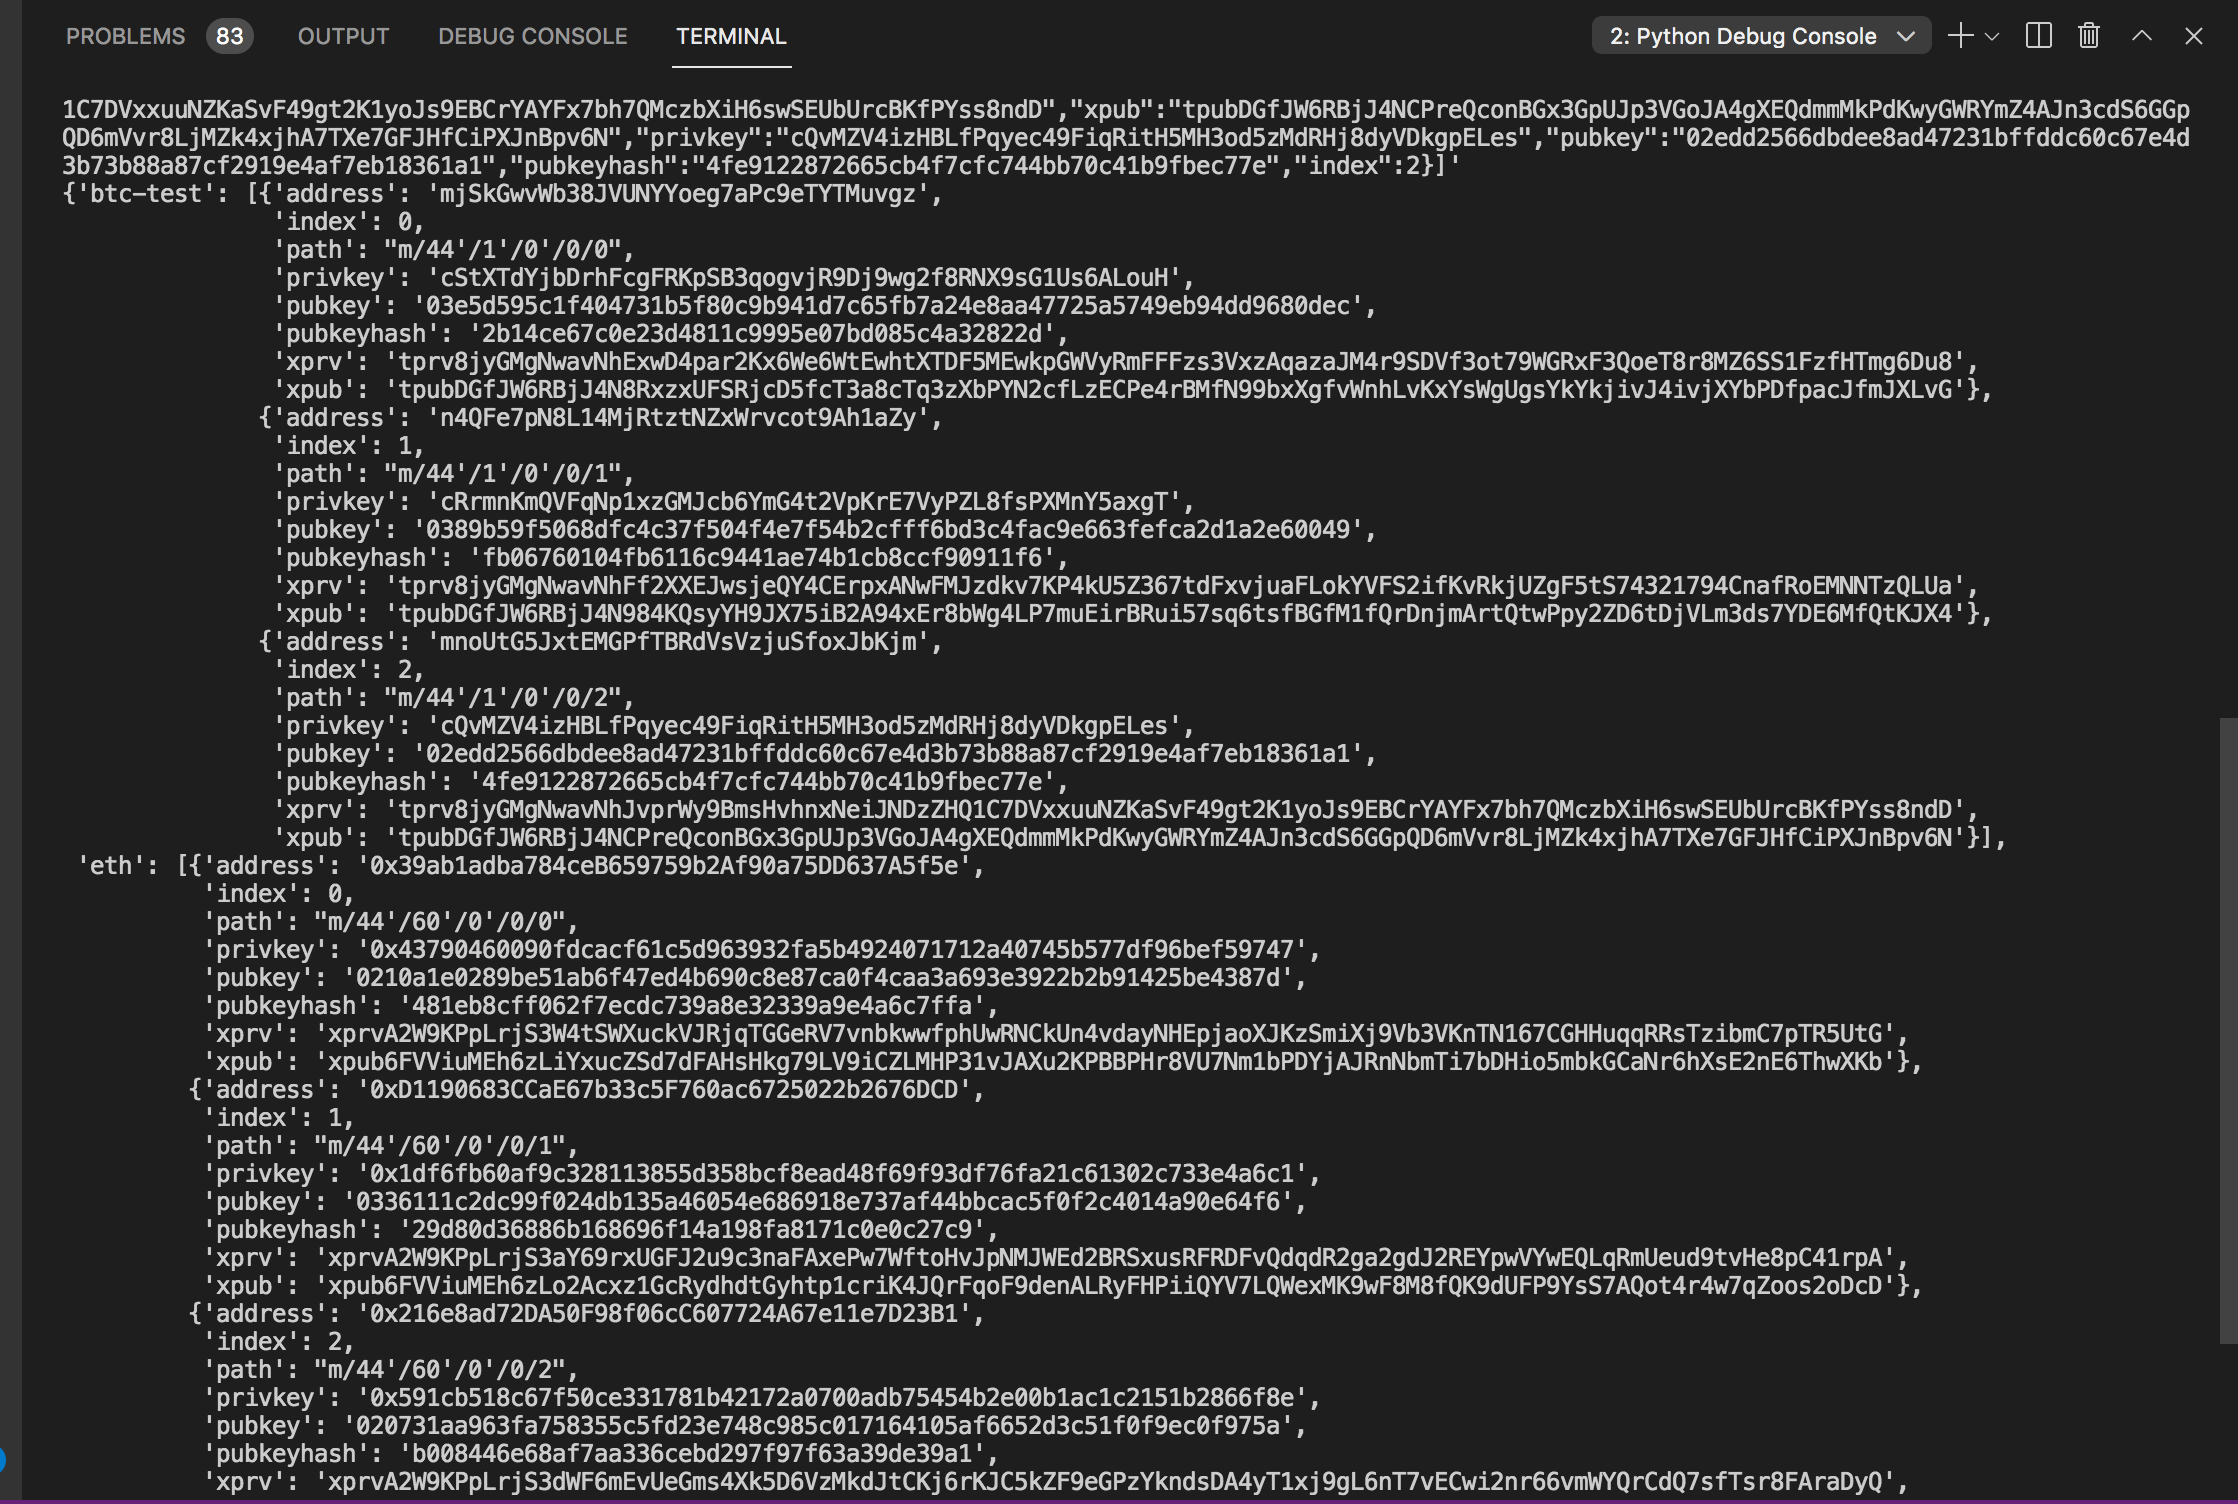 PROBLEMS 83 OUTPUT DEBUG CONSOLE TERMINAL 2: Python Debug Console
1C7DVxxuuNZKaSvF49gt2K1yoJs9EBCrYAYFx7bh7QMczbXiH6swSEUbUrcBKfPYss8ndD","xpub":"tpubDGfJW6RBjJ4NCPreQconBGx3GpUJp3VGoJA4gXEQdmmMkPdKwyGWRYmZ4AJn3cdS6GGp
QD6mVvr8LjMZk4xjhA7TXe7GFJHfCiPXJnBpv6N","privkey":"cQvMZV4izHBLfPqyec49FiqRitH5MH3od5zMdRHj8dyVDkgpELes","pubkey":"02edd2566dbdee8ad47231bffddc60c67e4d
3b73b88a87cf2919e4af7eb18361a1","pubkeyhash":"4fe9122872665cb4f7cfc744bb70c41b9fbec77e","index":2}]'
{'btc-test': [{'address': 'mjSkGwvWb38JVUNYYoeg7aPc9eTYTMuvgz',
'index': 0,
'path': "m/44'/1'/0'/0/0",
'privkey': 'cStXTdYjbDrhFcgFRKpSB3qogvjR9Dj9wg2f8RNX9sG1Us6ALouH',
'pubkey': '03e5d595c1f404731b5f80c9b941d7c65fb7a24e8aa47725a5749eb94dd9680dec',
'pubkeyhash': '2b14ce67c0e23d4811c9995e07bd085c4a32822d',
'xprv': 'tprv8jyGMgNwavNhExwD4par2Kx6We6WtEwhtXTDF5MEwkpGWVyRmFFFzs3VxzAqazaJM4r9SDVf3ot79WGRxF3QoeT8r8MZ6SS1FzfHTmg6Du8',
'xpub': 'tpubDGfJW6RBjJ4N8RxzxUFSRjcD5fcT3a8cTq3zXbPYN2cfLzECPe4rBMfN99bxXgfvWnhLvKxYsWgUgsYkYkjivJ4ivjXYbPDfpacJfmJXLvG'},
{'address': 'n4QFe7pN8L14MjRtztNZxWrvcot9Ah1aZy',
'index': 1,
'path': "m/44'/1'/0'/0/1",
'privkey': 'cRrmnKmQVFqNp1xzGMJcb6YmG4t2VpKrE7VyPZL8fsPXMnY5axgT',
'pubkey': '0389b59f5068dfc4c37f504f4e7f54b2cfff6bd3c4fac9e663fefca2d1a2e60049',
'pubkeyhash': 'fb06760104fb6116c9441ae74b1cb8ccf90911f6',
'xprv': 'tprv8jyGMgNwavNhFf2XXEJwsjeQY4CErpxANwFMJzdkv7KP4kU5Z367tdFxvjuaFLokYVFS2ifKvRkjUZgF5tS74321794CnafRoEMNNTzQLUa',
'xpub': 'tpubDGfJW6RBjJ4N984KQsyYH9JX75iB2A94xEr8bWg4LP7muEirBRui57sq6tsfBGfM1fQrDnjmArtQtwPpy2ZD6tDjVLm3ds7YDE6MfQtKJX4'},
{'address': 'mnoUtG5JxtEMGPfTBRdVsVzjuSfoxJbKjm',
'index': 2,
'path': "m/44'/1'/0'/0/2",
'privkey': 'cQvMZV4izHBLfPqyec49FiqRitH5MH3od5zMdRHj8dyVDkgpELes',
'pubkey': '02edd2566dbdee8ad47231bffddc60c67e4d3b73b88a87cf2919e4af7eb18361a1',
'pubkeyhash': '4fe9122872665cb4f7cfc744bb70c41b9fbec77e',
'xprv': 'tprv8jyGMgNwavNhJvprWy9BmsHvhnxNeiJNDzZHQ1C7DVxxuuNZKaSvF49gt2K1yoJs9EBCrYAYFx7bh7QMczbXiH6swSEUbUrcBKfPYss8ndD',
'xpub': 'tpubDGfJW6RBjJ4NCPreQconBGx3GpUJp3VGoJA4gXEQdmmMkPdKwyGWRYmZ4AJn3cdS6GGpQD6mVvr8LjMZk4xjhA7TXe7GFJHfCiPXJnBpv6N'}],
'eth': [{'address': '0x39ab1adba784ceB659759b2Af90a75DD637A5f5e',
'index': 0,
'path': "m/44'/60'/0'/0/0",
'privkey': '0x43790460090fdcacf61c5d963932fa5b4924071712a40745b577df96bef59747',
'pubkey': '0210a1e0289be51ab6f47ed4b690c8e87ca0f4caa3a693e3922b2b91425be4387d',
'pubkeyhash': '481eb8cff062f7ecdc739a8e32339a9e4a6c7ffa',
'xprv': 'xprvA2W9KPpLrjS3W4tSWXuckVJRjqTGGeRV7vnbkwwfphUwRNCkUn4vdayNHEpjaoXJKzSmiXj9Vb3VKnTN167CGHHuqqRRsTzibmC7pTR5UtG',
'xpub': 'xpub6FVViuMEh6zLiYxucZSd7dFAHsHkg79LV9iCZLMHP31vJAXu2KPBBPHr8VU7Nm1bPDYjAJRnNbmTi7bDHio5mbkGCaNr6hXsE2nE6ThwXKb'},
{'address': '0xD1190683CCaE67b33c5F760ac6725022b2676DCD',
'index': 1,
'path': "m/44'/60'/0'/0/1",
'privkey': '0x1df6fb60af9c328113855d358bcf8ead48f69f93df76fa21c61302c733e4a6c1',
'pubkey': '0336111c2dc99f024db135a46054e686918e737af44bbcac5f0f2c4014a90e64f6',
'pubkeyhash': '29d80d36886b168696f14a198fa8171c0e0c27c9',
'xprv': 'xprvA2W9KPpLrjS3aY69rxUGFJ2u9c3naFAxePw7WftoHvJpNMJWEd2BRSxusRFRDFvQdqdR2ga2gdJ2REYpwVYwEQLqRmUeud9tvHe8pC41rpA',
'xpub': 'xpub6FVViuMEh6zLo2Acxz1GcRydhdtGyhtp1criK4JQrFqoF9denALRyFHPiiQYV7LQWexMK9wF8M8fQK9dUFP9YsS7AQot4r4w7qZoos2oDcD'},
{'address': '0x216e8ad72DA50F98f06cC607724A67e11e7D23B1',
'index': 2,
'path': "m/44'/60'/0'/0/2",
'privkey': '0x591cb518c67f50ce331781b42172a0700adb75454b2e00b1ac1c2151b2866f8e',
'pubkey': '020731aa963fa758355c5fd23e748c985c017164105af6652d3c51f0f9ec0f975a',
'pubkeyhash': 'b008446e68af7aa336cebd297f97f63a39de39a1',
'xprv': 'xprvA2W9KPpLrjS3dWF6mEvUeGms4Xk5D6VzMkdJtCKj6rKJC5kZF9eGPzYkndsDA4yT1xj9gL6nT7vECwi2nr66vmWYQrCdQ7sfTsr8FAraDyQ',